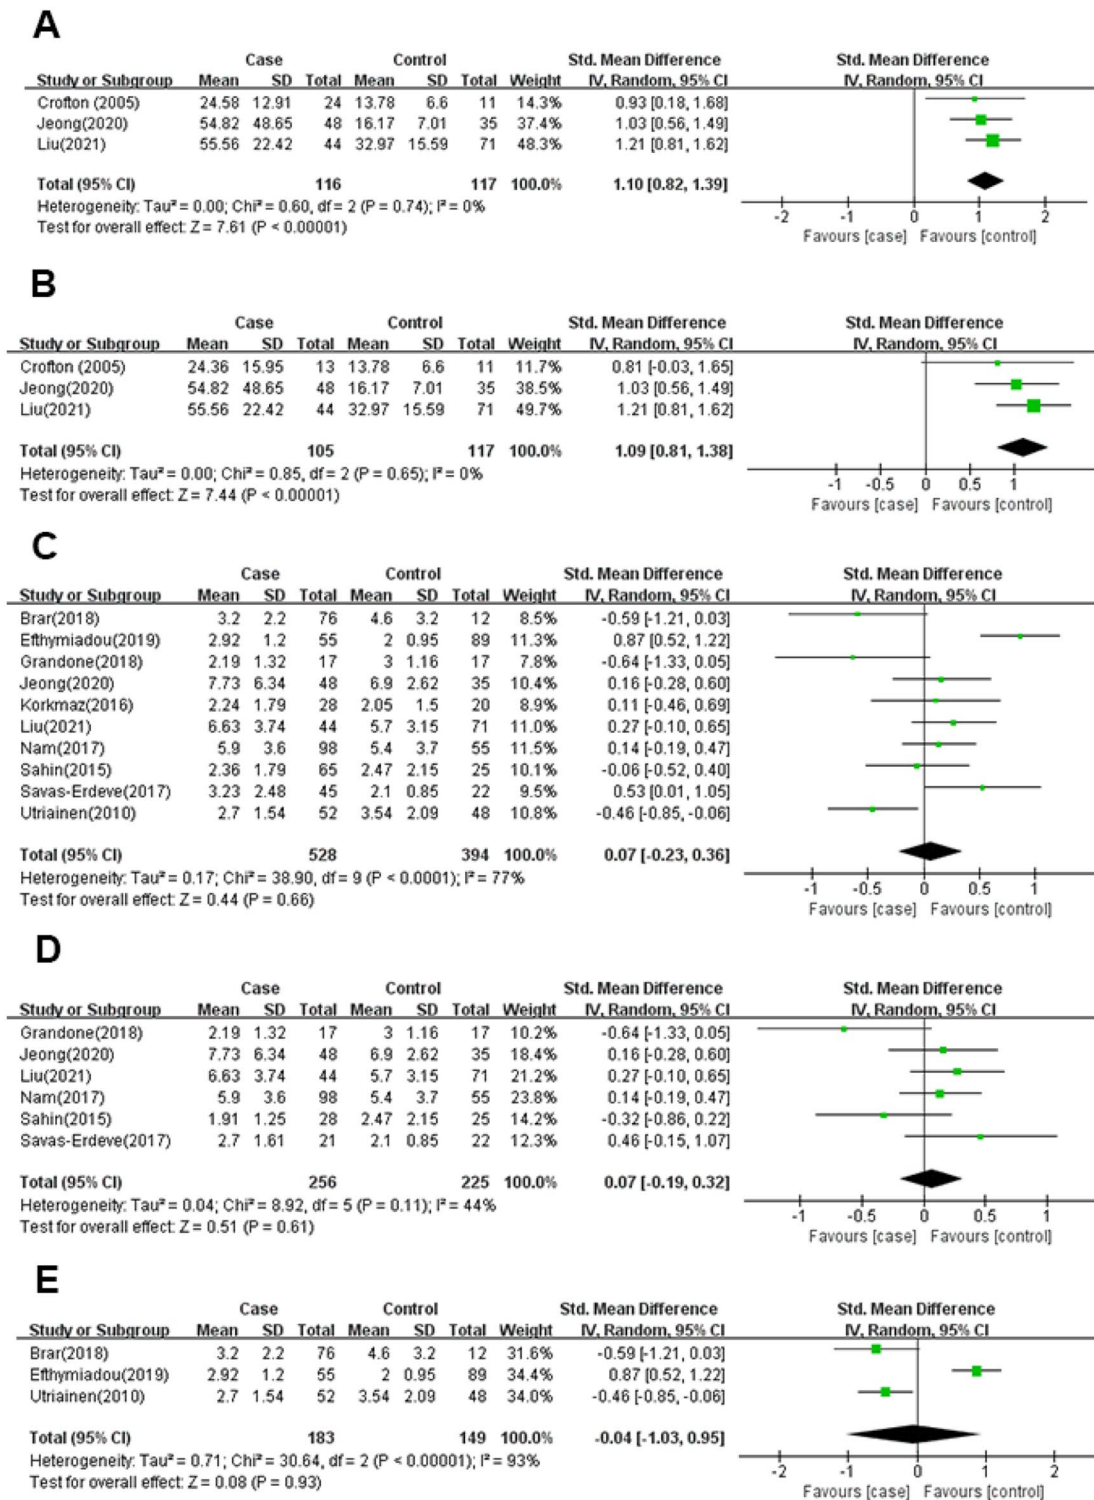 A
Case Control Std. Mean Difference Std. Mean Difference
Study or Subgroup Mean SD Total Mean SD Total Weight IV, Random, 95% CI IV, Random, 95% CI
Crofton (2005) 24.58 12.91 24 13.78 6.6 11 14.3% 0.93 [0.18, 1.68]
Jeong(2020) 54.82 48.65 48 16.17 7.01 35 37.4% 1.03 [0.56, 1.49]
Liu(2021) 55.56 22.42 44 32.97 15.59 71 48.3% 1.21 [0.81, 1.62]
Total (95% CI) 116 117 100.0% 1.10 [0.82, 1.39]
Heterogeneity: Tau² = 0.00; Chi² = 0.60, df = 2 (P = 0.74); I² = 0%
Test for overall effect: Z = 7.61 (P < 0.00001)
-2 -1 0 1 2
Favours [case] Favours [control]
B
Case Control Std. Mean Difference Std. Mean Difference
Study or Subgroup Mean SD Total Mean SD Total Weight IV, Random, 95% CI IV, Random, 95% CI
Crofton (2005) 24.36 15.95 13 13.78 6.6 11 11.7% 0.81 [-0.03, 1.65]
Jeong(2020) 54.82 48.65 48 16.17 7.01 35 38.5% 1.03 [0.56, 1.49]
Liu(2021) 55.56 22.42 44 32.97 15.59 71 49.7% 1.21 [0.81, 1.62]
Total (95% CI) 105 117 100.0% 1.09 [0.81, 1.38]
Heterogeneity: Tau² = 0.00; Chi² = 0.85, df = 2 (P = 0.65); I² = 0%
Test for overall effect: Z = 7.44 (P < 0.00001)
-1 -0.5 0 0.5 1
Favours [case] Favours [control]
C
Case Control Std. Mean Difference Std. Mean Difference
Study or Subgroup Mean SD Total Mean SD Total Weight IV, Random, 95% CI IV, Random, 95% CI
Brar(2018) 3.2 2.2 76 4.6 3.2 12 8.5% -0.59 [-1.21, 0.03]
Efthymiadou(2019) 2.92 1.2 55 2 0.95 89 11.3% 0.87 [0.52, 1.22]
Grandone(2018) 2.19 1.32 17 3 1.16 17 7.8% -0.64 [-1.33, 0.05]
Jeong(2020) 7.73 6.34 48 6.9 2.62 35 10.4% 0.16 [-0.28, 0.60]
Korkmaz(2016) 2.24 1.79 28 2.05 1.5 20 8.9% 0.11 [-0.46, 0.69]
Liu(2021) 6.63 3.74 44 5.7 3.15 71 11.0% 0.27 [-0.10, 0.65]
Nam(2017) 5.9 3.6 98 5.4 3.7 55 11.5% 0.14 [-0.19, 0.47]
Sahin(2015) 2.36 1.79 65 2.47 2.15 25 10.1% -0.06 [-0.52, 0.40]
Savas-Erdeve(2017) 3.23 2.48 45 2.1 0.85 22 9.5% 0.53 [0.01, 1.05]
Utriainen(2010) 2.7 1.54 52 3.54 2.09 48 10.8% -0.46 [-0.85, -0.06]
Total (95% CI) 528 394 100.0% 0.07 [-0.23, 0.36]
Heterogeneity: Tau² = 0.17; Chi² = 38.90, df = 9 (P < 0.0001); I² = 77%
Test for overall effect: Z = 0.44 (P = 0.66)
-1 -0.5 0 0.5 1
Favours [case] Favours [control]
D
Case Control Std. Mean Difference Std. Mean Difference
Study or Subgroup Mean SD Total Mean SD Total Weight IV, Random, 95% CI IV, Random, 95% CI
Grandone(2018) 2.19 1.32 17 3 1.16 17 10.2% -0.64 [-1.33, 0.05]
Jeong(2020) 7.73 6.34 48 6.9 2.62 35 18.4% 0.16 [-0.28, 0.60]
Liu(2021) 6.63 3.74 44 5.7 3.15 71 21.2% 0.27 [-0.10, 0.65]
Nam(2017) 5.9 3.6 98 5.4 3.7 55 23.8% 0.14 [-0.19, 0.47]
Sahin(2015) 1.91 1.25 28 2.47 2.15 25 14.2% -0.32 [-0.86, 0.22]
Savas-Erdeve(2017) 2.7 1.61 21 2.1 0.85 22 12.3% 0.46 [-0.15, 1.07]
Total (95% CI) 256 225 100.0% 0.07 [-0.19, 0.32]
Heterogeneity: Tau² = 0.04; Chi² = 8.92, df = 5 (P = 0.11); I² = 44%
Test for overall effect: Z = 0.51 (P = 0.61)
-1 -0.5 0 0.5 1
Favours [case] Favours [control]
E
Case Control Std. Mean Difference Std. Mean Difference
Study or Subgroup Mean SD Total Mean SD Total Weight IV, Random, 95% CI IV, Random, 95% CI
Brar(2018) 3.2 2.2 76 4.6 3.2 12 31.6% -0.59 [-1.21, 0.03]
Efthymiadou(2019) 2.92 1.2 55 2 0.95 89 34.4% 0.87 [0.52, 1.22]
Utriainen(2010) 2.7 1.54 52 3.54 2.09 48 34.0% -0.46 [-0.85, -0.06]
Total (95% CI) 183 149 100.0% -0.04 [-1.03, 0.95]
Heterogeneity: Tau² = 0.71; Chi² = 30.64, df = 2 (P < 0.00001); I² = 93%
Test for overall effect: Z = 0.08 (P = 0.93)
-2 -1 0 1 2
Favours [case] Favours [control]